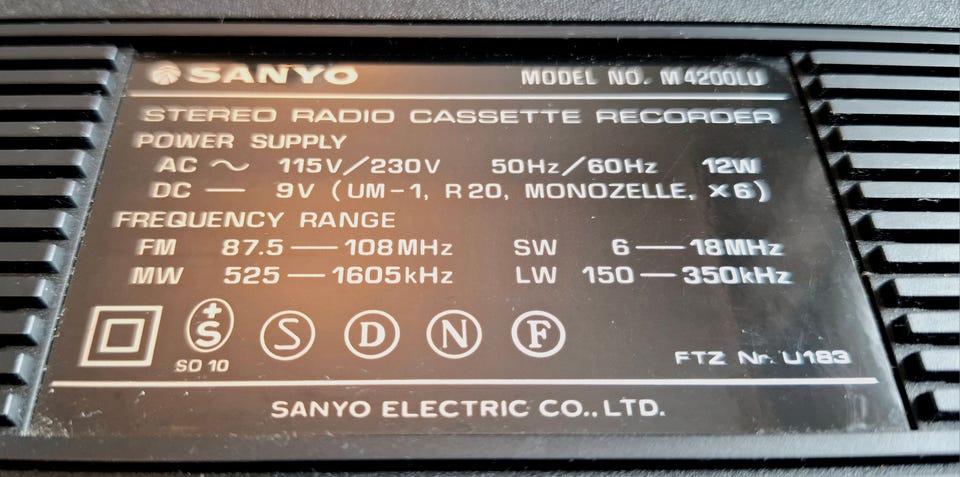 SANYO MODEL NO. M4200LU
STEREO RADIO CASSETTE RECORDER
POWER SUPPLY
AC ~ 115V/230V 50Hz/60Hz 12W
DC — 9V (UM-1, R20, MONOZELLE, ×6)
FREQUENCY RANGE
FM 87.5 — 108MHz SW 6 — 18MHz
MW 525 — 1605kHz LW 150 — 350kHz
+S S D N F
SO 10
FTZ Nr. U183
SANYO ELECTRIC CO., LTD.